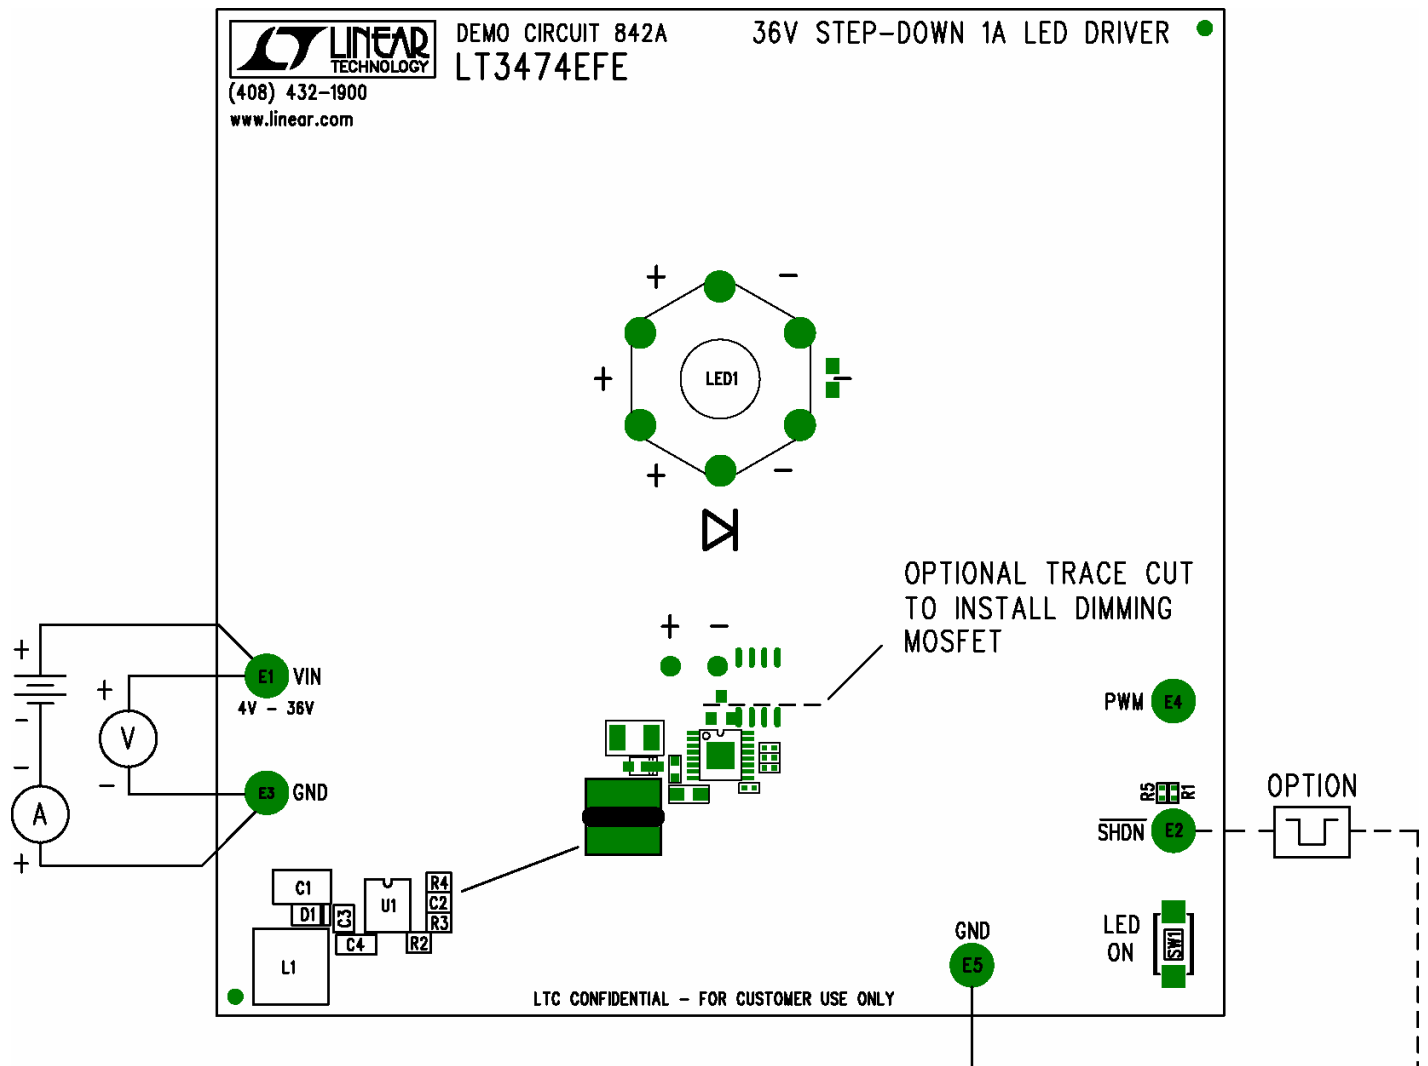 LINEAR
TECHNOLOGY
(408) 432-1900
www.linear.com
DEMO CIRCUIT 842A
LT3474EFE
36V STEP-DOWN 1A LED DRIVER
+ -
+ LED1 -
+ -
OPTIONAL TRACE CUT
TO INSTALL DIMMING
MOSFET
+ -
+
E1 VIN
4V - 36V
+
-
V
-
-
E3 GND
A
+
PWM E4
R5 R1
SHDN E2
OPTION
LED
ON
SW1
GND
E5
C1
D1
C3
U1
R4
C2
R3
C4
R2
L1
LTC CONFIDENTIAL - FOR CUSTOMER USE ONLY